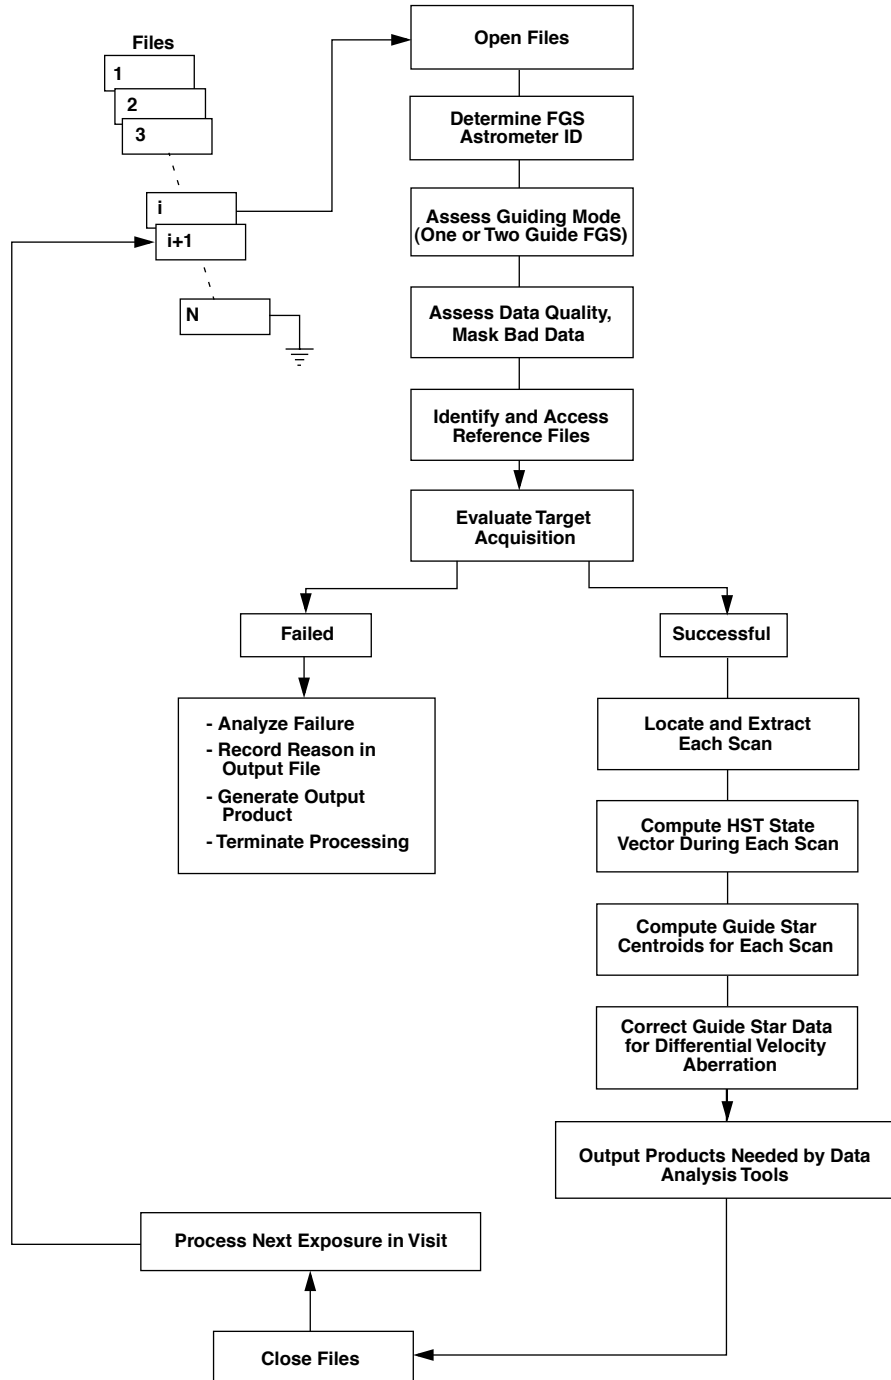 Files
1
2
3
i
i+1
N
Open Files
Determine FGS
Astrometer ID
Assess Guiding Mode
(One or Two Guide FGS)
Assess Data Quality,
Mask Bad Data
Identify and Access
Reference Files
Evaluate Target
Acquisition
Failed
- Analyze Failure
- Record Reason in
Output File
- Generate Output
Product
- Terminate Processing
Successful
Locate and Extract
Each Scan
Compute HST State
Vector During Each Scan
Compute Guide Star
Centroids for Each Scan
Correct Guide Star Data
for Differential Velocity
Aberration
Output Products Needed by Data
Analysis Tools
Process Next Exposure in Visit
Close Files